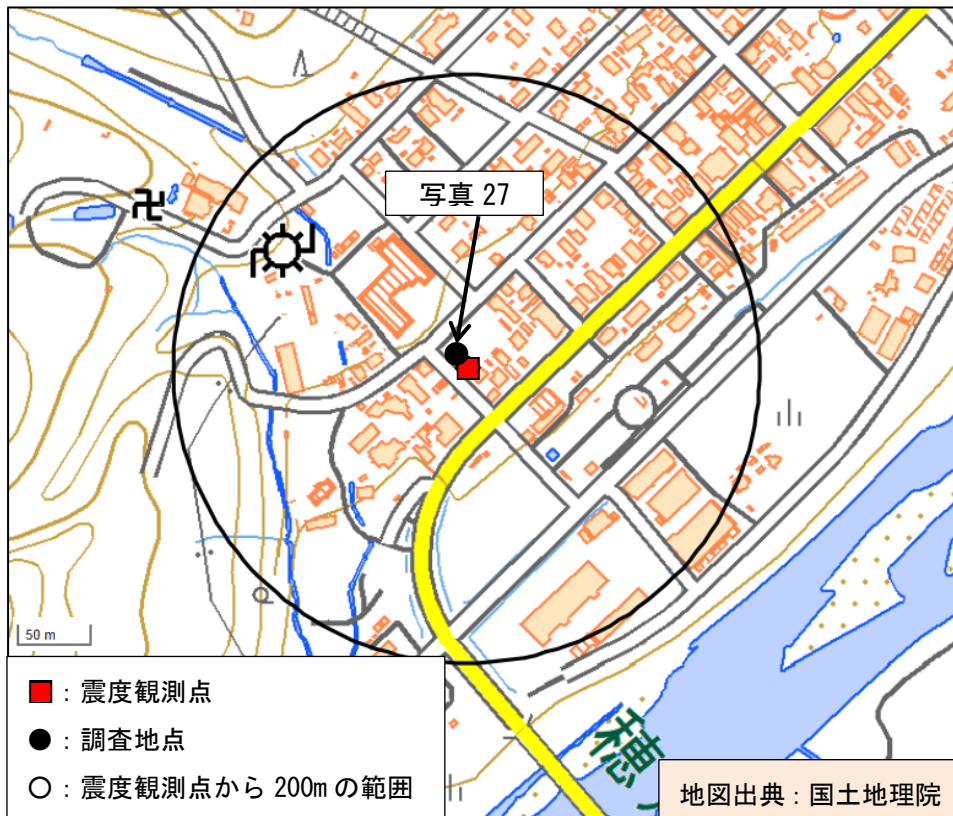 写真 27
50 m
：震度観測点
：調査地点
：震度観測点から 200m の範囲
穂
地図出典：国土地理院